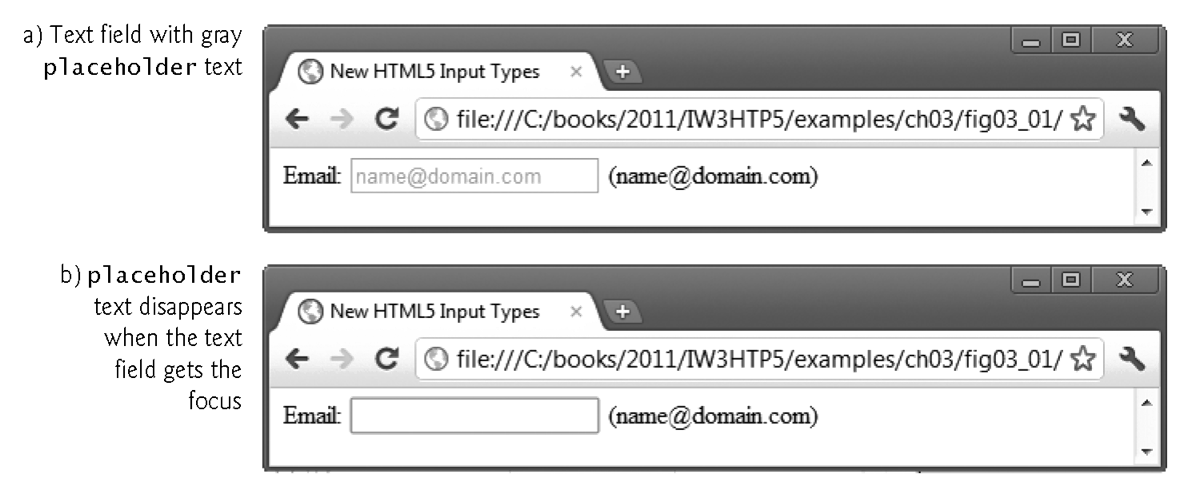 a) Text field with gray
placeholder text
New HTML5 Input Types
file:///C:/books/2011/IW3HTP5/examples/ch03/fig03_01/
Email: name@domain.com (name@domain.com)
b) placeholder
text disappears
when the text
field gets the
focus
New HTML5 Input Types
file:///C:/books/2011/IW3HTP5/examples/ch03/fig03_01/
Email: (name@domain.com)